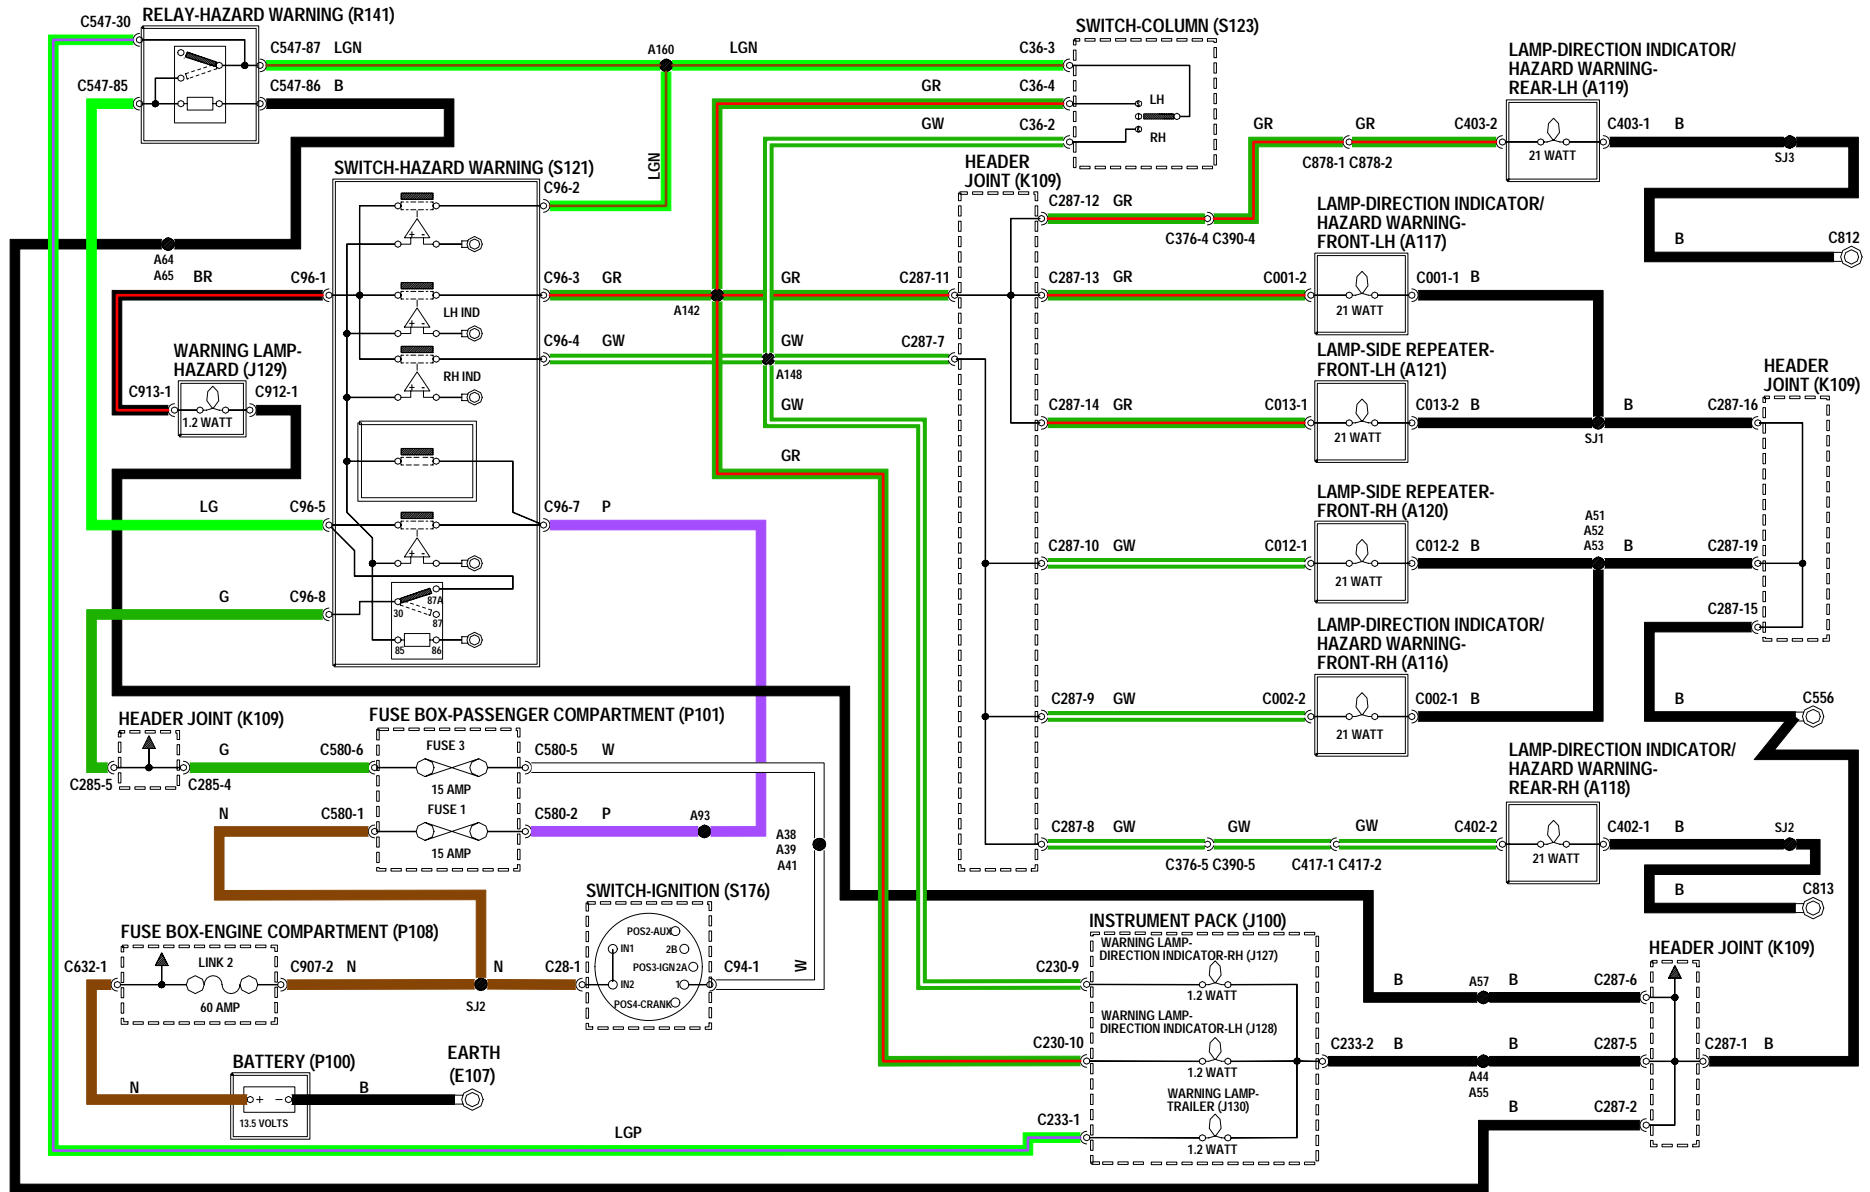 RELAY-HAZARD WARNING (R141)
C547-30
C547-87 LGN
C547-85
C547-86 B
A160
LGN
LGN
SWITCH-COLUMN (S123)
C36-3
GR C36-4
GW C36-2
LH
RH
LAMP-DIRECTION INDICATOR/
HAZARD WARNING-
REAR-LH (A119)
GR
GR
C403-2
C403-1 B
21 WATT
SJ3
C878-1 C878-2
B
C812
SWITCH-HAZARD WARNING (S121)
C96-2
A64
A65
BR C96-1
C96-3 GR
GR
C287-11
A142
LH IND
C96-4 GW
GW
C287-7
A148
RH IND
GW
GR
WARNING LAMP-
HAZARD (J129)
C913-1
C912-1
1.2 WATT
LG C96-5
C96-7 P
G C96-8
87A
30
87
85
86
HEADER
JOINT (K109)
C287-12 GR
C376-4 C390-4
LAMP-DIRECTION INDICATOR/
HAZARD WARNING-
FRONT-LH (A117)
C287-13 GR
C001-2
C001-1 B
21 WATT
LAMP-SIDE REPEATER-
FRONT-LH (A121)
C287-14 GR
C013-1
C013-2 B
21 WATT
SJ1
B
C287-16
HEADER
JOINT (K109)
LAMP-SIDE REPEATER-
FRONT-RH (A120)
C287-10 GW
C012-1
C012-2 B
21 WATT
A51
A52
A53
B
C287-19
C287-15
LAMP-DIRECTION INDICATOR/
HAZARD WARNING-
FRONT-RH (A116)
C287-9 GW
C002-2
C002-1 B
21 WATT
B
C556
LAMP-DIRECTION INDICATOR/
HAZARD WARNING-
REAR-RH (A118)
C287-8 GW
GW
GW
C402-2
C402-1 B
21 WATT
SJ2
C376-5 C390-5
C417-1 C417-2
B
C813
HEADER JOINT (K109)
G
C285-5
C285-4
FUSE BOX-PASSENGER COMPARTMENT (P101)
C580-6
FUSE 3
15 AMP
C580-5 W
N
C580-1
FUSE 1
15 AMP
C580-2 P
A93
A38
A39
A41
W
SWITCH-IGNITION (S176)
POS2-AUX
IN1
2B
POS3-IGN2A
IN2
1
POS4-CRANK
C28-1
C94-1
FUSE BOX-ENGINE COMPARTMENT (P108)
C632-1
LINK 2
60 AMP
C907-2 N
N
SJ2
BATTERY (P100)
N
+ -
13.5 VOLTS
B
EARTH
(E107)
LGP
INSTRUMENT PACK (J100)
WARNING LAMP-
DIRECTION INDICATOR-RH (J127)
C230-9
1.2 WATT
WARNING LAMP-
DIRECTION INDICATOR-LH (J128)
C230-10
1.2 WATT
WARNING LAMP-
TRAILER (J130)
C233-1
1.2 WATT
C233-2 B
HEADER JOINT (K109)
B
A57
B
C287-6
B
C287-5
A44
A55
C287-1 B
B
C287-2